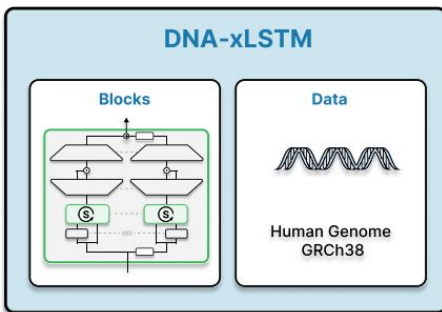 DNA-xLSTM
Blocks
Data
S
S
Human Genome
GRCh38